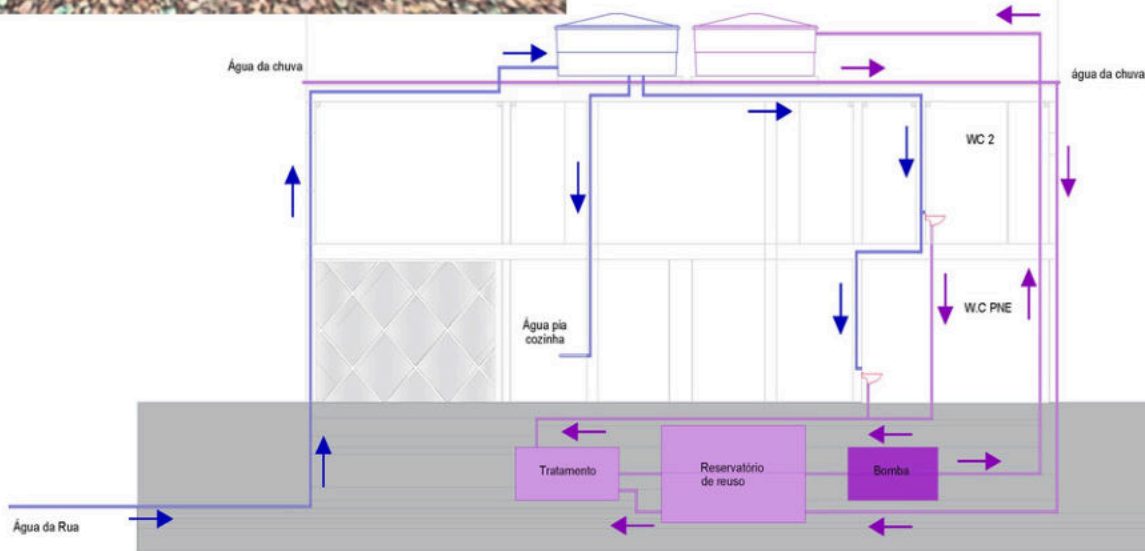 Água da chuva
água da chuva
WC 2
Água pia
cozinha
W.C PNE
Tratamento
Reservatório
de reuso
Bomba
Água da Rua